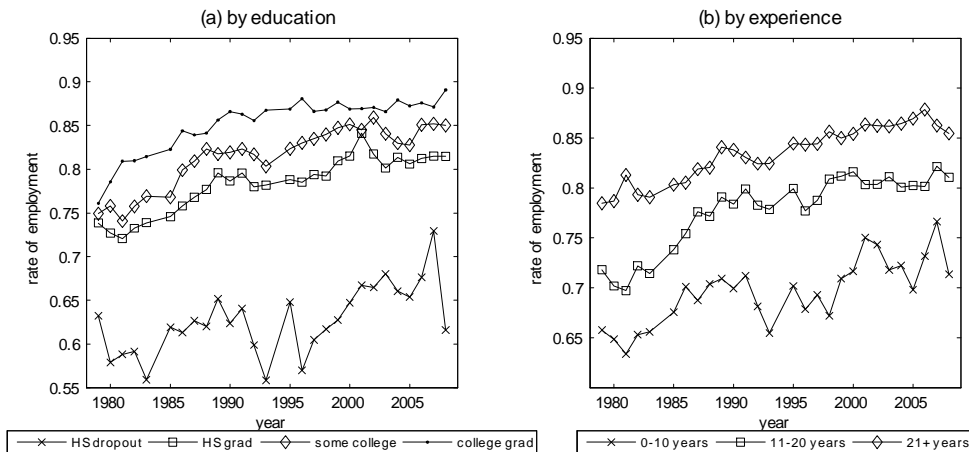 (a) by education
(b) by experience
rate of employment
0.95
0.9
0.85
0.8
0.75
0.7
0.65
0.6
0.55
1980
1985
1990
1995
2000
2005
year
HS dropout
HS grad
some college
college grad
rate of employment
0.95
0.9
0.85
0.8
0.75
0.7
0.65
1980
1985
1990
1995
2000
2005
year
0-10 years
11-20 years
21+ years